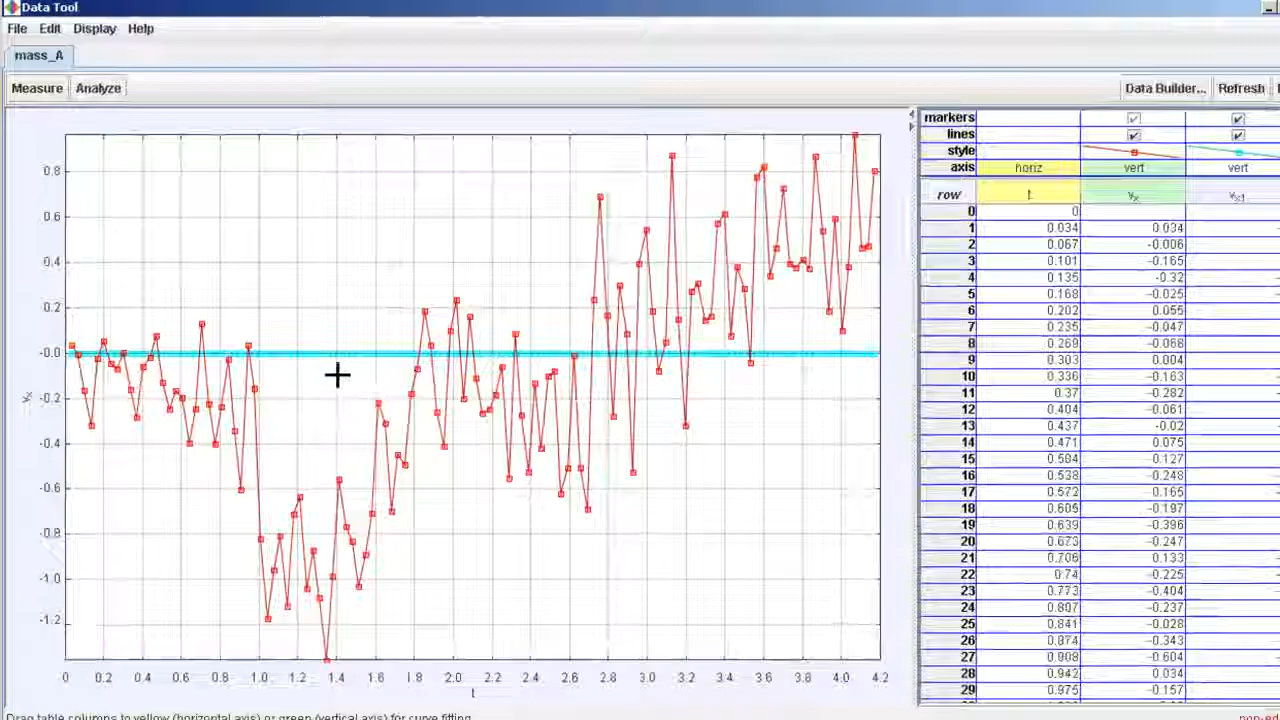 Data Tool
File Edit Display Help
mass_A
Measure Analyze Data Builder... Refresh
markers
lines
style
axis horiz vert vert
row t vx vx1
0 0
1 0.034 0.034
2 0.067 -0.006
3 0.101 -0.165
4 0.135 -0.32
5 0.168 -0.025
6 0.202 0.055
7 0.235 -0.047
8 0.269 -0.068
9 0.303 0.004
10 0.336 -0.163
11 0.37 -0.282
12 0.404 -0.061
13 0.437 -0.02
14 0.471 0.075
15 0.504 -0.127
16 0.538 -0.248
17 0.572 -0.165
18 0.605 -0.197
19 0.639 -0.396
20 0.673 -0.247
21 0.706 0.133
22 0.74 -0.225
23 0.773 -0.404
24 0.807 -0.237
25 0.841 -0.028
26 0.874 -0.343
27 0.908 -0.604
28 0.942 0.034
29 0.975 -0.157
0.8
0.6
0.4
0.2
-0.0
-0.2
-0.4
-0.6
-0.8
-1.0
-1.2
vx
0 0.2 0.4 0.6 0.8 1.0 1.2 1.4 1.6 1.8 2.0 2.2 2.4 2.6 2.8 3.0 3.2 3.4 3.6 3.8 4.0 4.2
t
Drag table columns to yellow (horizontal axis) or green (vertical axis) for curve fitting